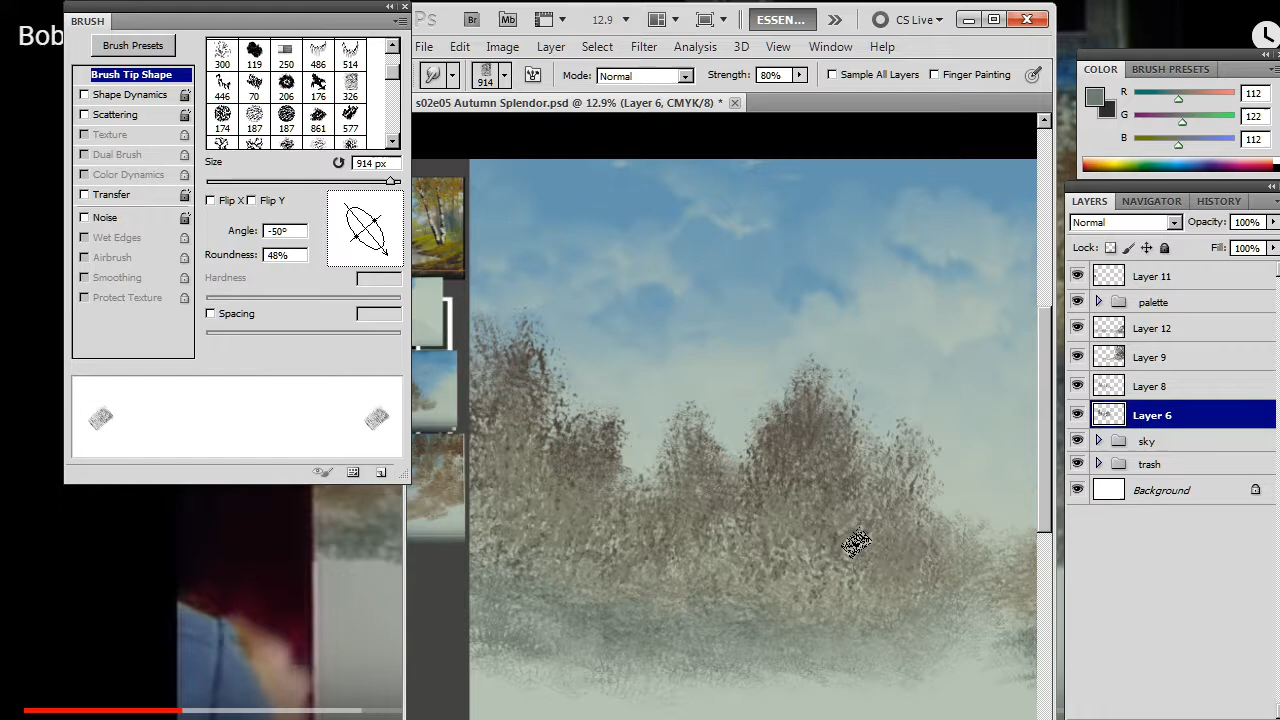 Bob
BRUSH
Brush Presets
Brush Tip Shape
Shape Dynamics
Scattering
Texture
Dual Brush
Color Dynamics
Transfer
Noise
Wet Edges
Airbrush
Smoothing
Protect Texture
300 119 250 486 514
446 70 206 176 326
174 187 187 861 577
Size 914 px
Flip X Flip Y
Angle: -50º
Roundness: 48%
Hardness
Spacing
Ps Br Mb 12.9 ESSEN... CS Live
File Edit Image Layer Select Filter Analysis 3D View Window Help
914 Mode: Normal Strength: 80% Sample All Layers Finger Painting
s02e05 Autumn Splendor.psd @ 12.9% (Layer 6, CMYK/8) *
COLOR BRUSH PRESETS
R 112
G 122
B 112
LAYERS NAVIGATOR HISTORY
Normal Opacity: 100%
Lock: Fill: 100%
Layer 11
palette
Layer 12
Layer 9
Layer 8
Layer 6
sky
trash
Background